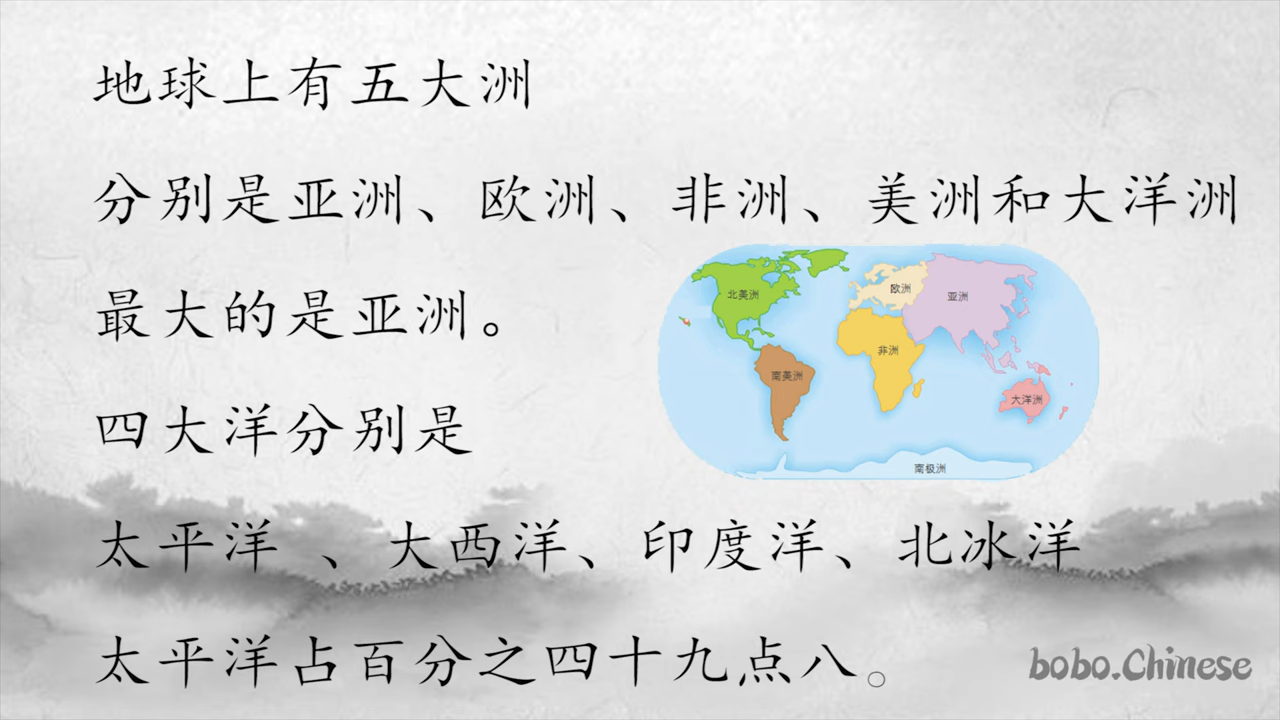 地球上有五大洲
分别是亚洲、欧洲、非洲、美洲和大洋洲
最大的是亚洲。
四大洋分别是
太平洋 、大西洋、印度洋、北冰洋
太平洋占百分之四十九点八。
北美洲
欧洲
亚洲
非洲
南美洲
大洋洲
南极洲
bobo.Chinese